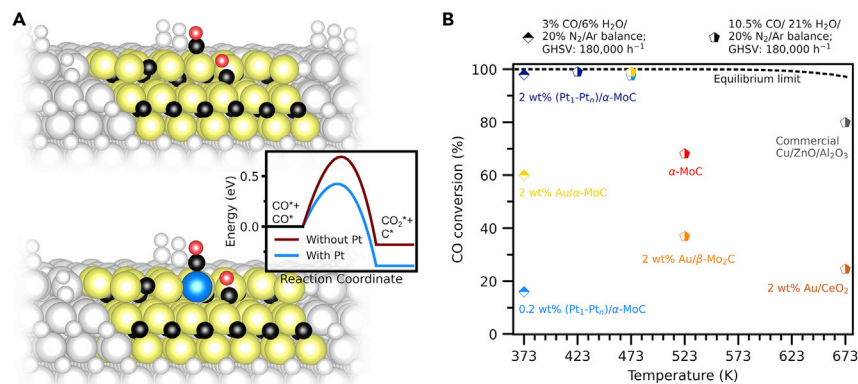 A
0.5
0.0
Energy (eV)
CO*+
CO*
CO₂*+
C*
Without Pt
With Pt
Reaction Coordinate
B
3% CO/6% H₂O/
20% N₂/Ar balance;
GHSV: 180,000 h⁻¹
10.5% CO/ 21% H₂O/
20% N₂/Ar balance;
GHSV: 180,000 h⁻¹
100
80
60
40
20
0
CO conversion (%)
Equilibrium limit
2 wt% (Pt₁-Ptₙ)/α-MoC
Commercial
Cu/ZnO/Al₂O₃
α-MoC
2 wt% Au/α-MoC
2 wt% Au/β-Mo₂C
2 wt% Au/CeO₂
0.2 wt% (Pt₁-Ptₙ)/α-MoC
373 423 473 523 573 623 673
Temperature (K)